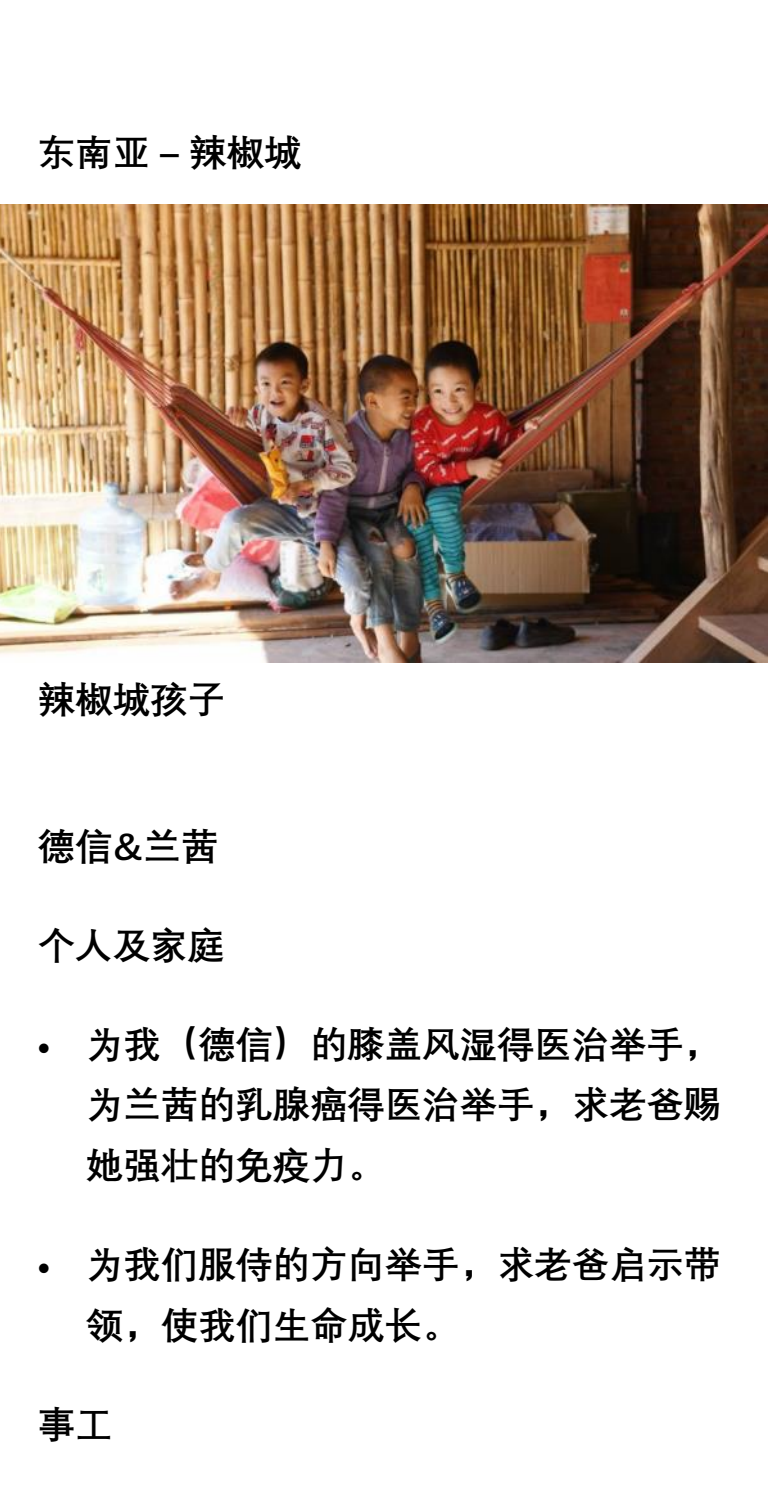 东南亚 – 辣椒城
辣椒城孩子
德信&兰茜
个人及家庭
• 为我（德信）的膝盖风湿得医治举手，
为兰茜的乳腺癌得医治举手，求老爸赐
她强壮的免疫力。
• 为我们服侍的方向举手，求老爸启示带
领，使我们生命成长。
事工